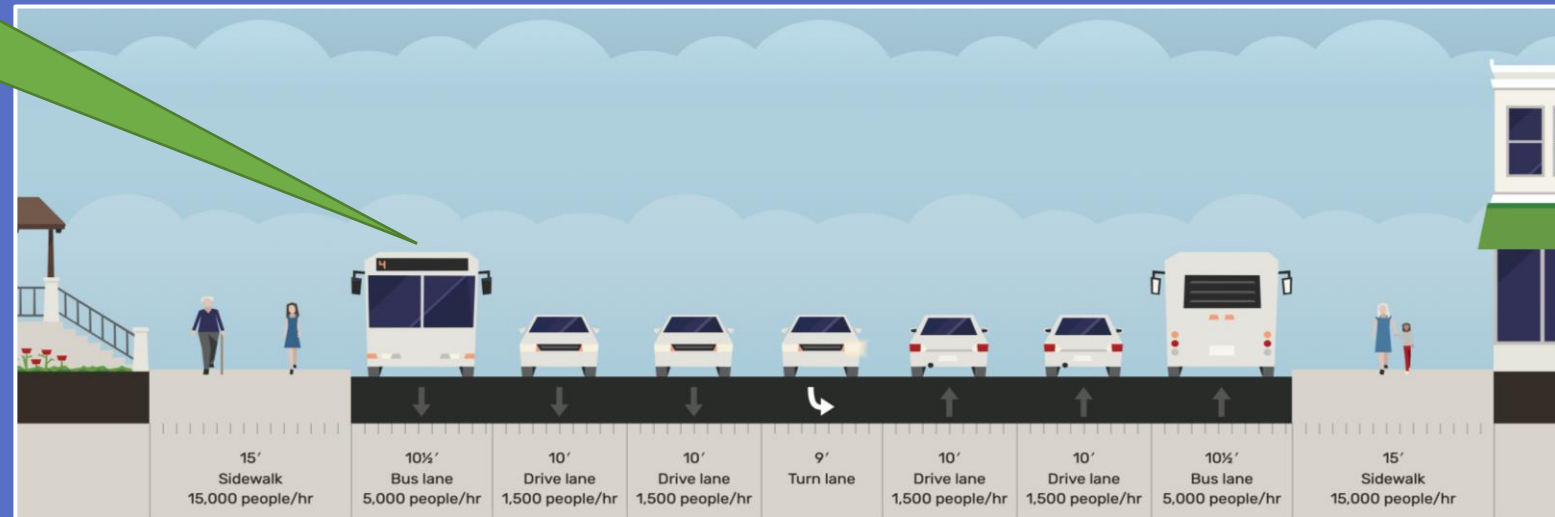 4
15′
Sidewalk
15,000 people/hr
10½′
Bus lane
5,000 people/hr
10′
Drive lane
1,500 people/hr
10′
Drive lane
1,500 people/hr
9′
Turn lane
10′
Drive lane
1,500 people/hr
10′
Drive lane
1,500 people/hr
10½′
Bus lane
5,000 people/hr
15′
Sidewalk
15,000 people/hr